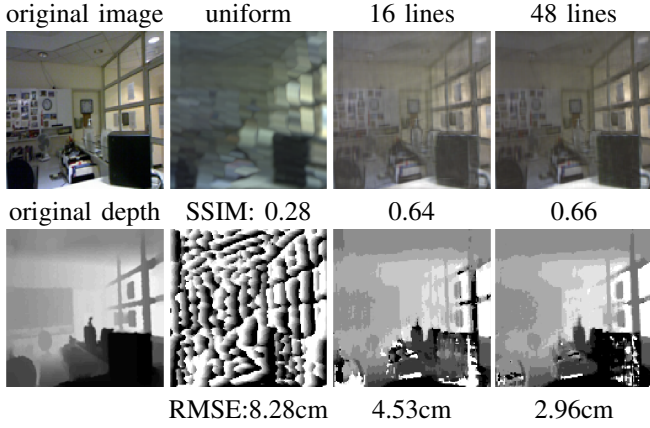 original image uniform 16 lines 48 lines
original depth SSIM: 0.28 0.64 0.66
RMSE:8.28cm 4.53cm 2.96cm